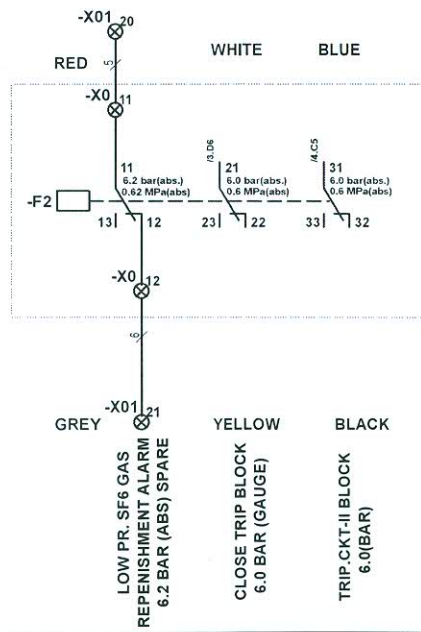 -X01 20
RED 5 WHITE BLUE
-X0 11
/3.D6 /4.C5
11 21 31
6.2 bar(abs.) 6.0 bar(abs.) 6.0 bar(abs.)
0.62 MPa(abs) 0.6 MPa(abs) 0.6 MPa(abs)
-F2
13 12 23 22 33 32
-X0 12
6
-X01 21
GREY YELLOW BLACK
LOW PR. SF6 GAS
REPENISHMENT ALARM
6.2 BAR (ABS) SPARE
CLOSE TRIP BLOCK
6.0 BAR (GAUGE)
TRIP.CKT-II BLOCK
6.0(BAR)